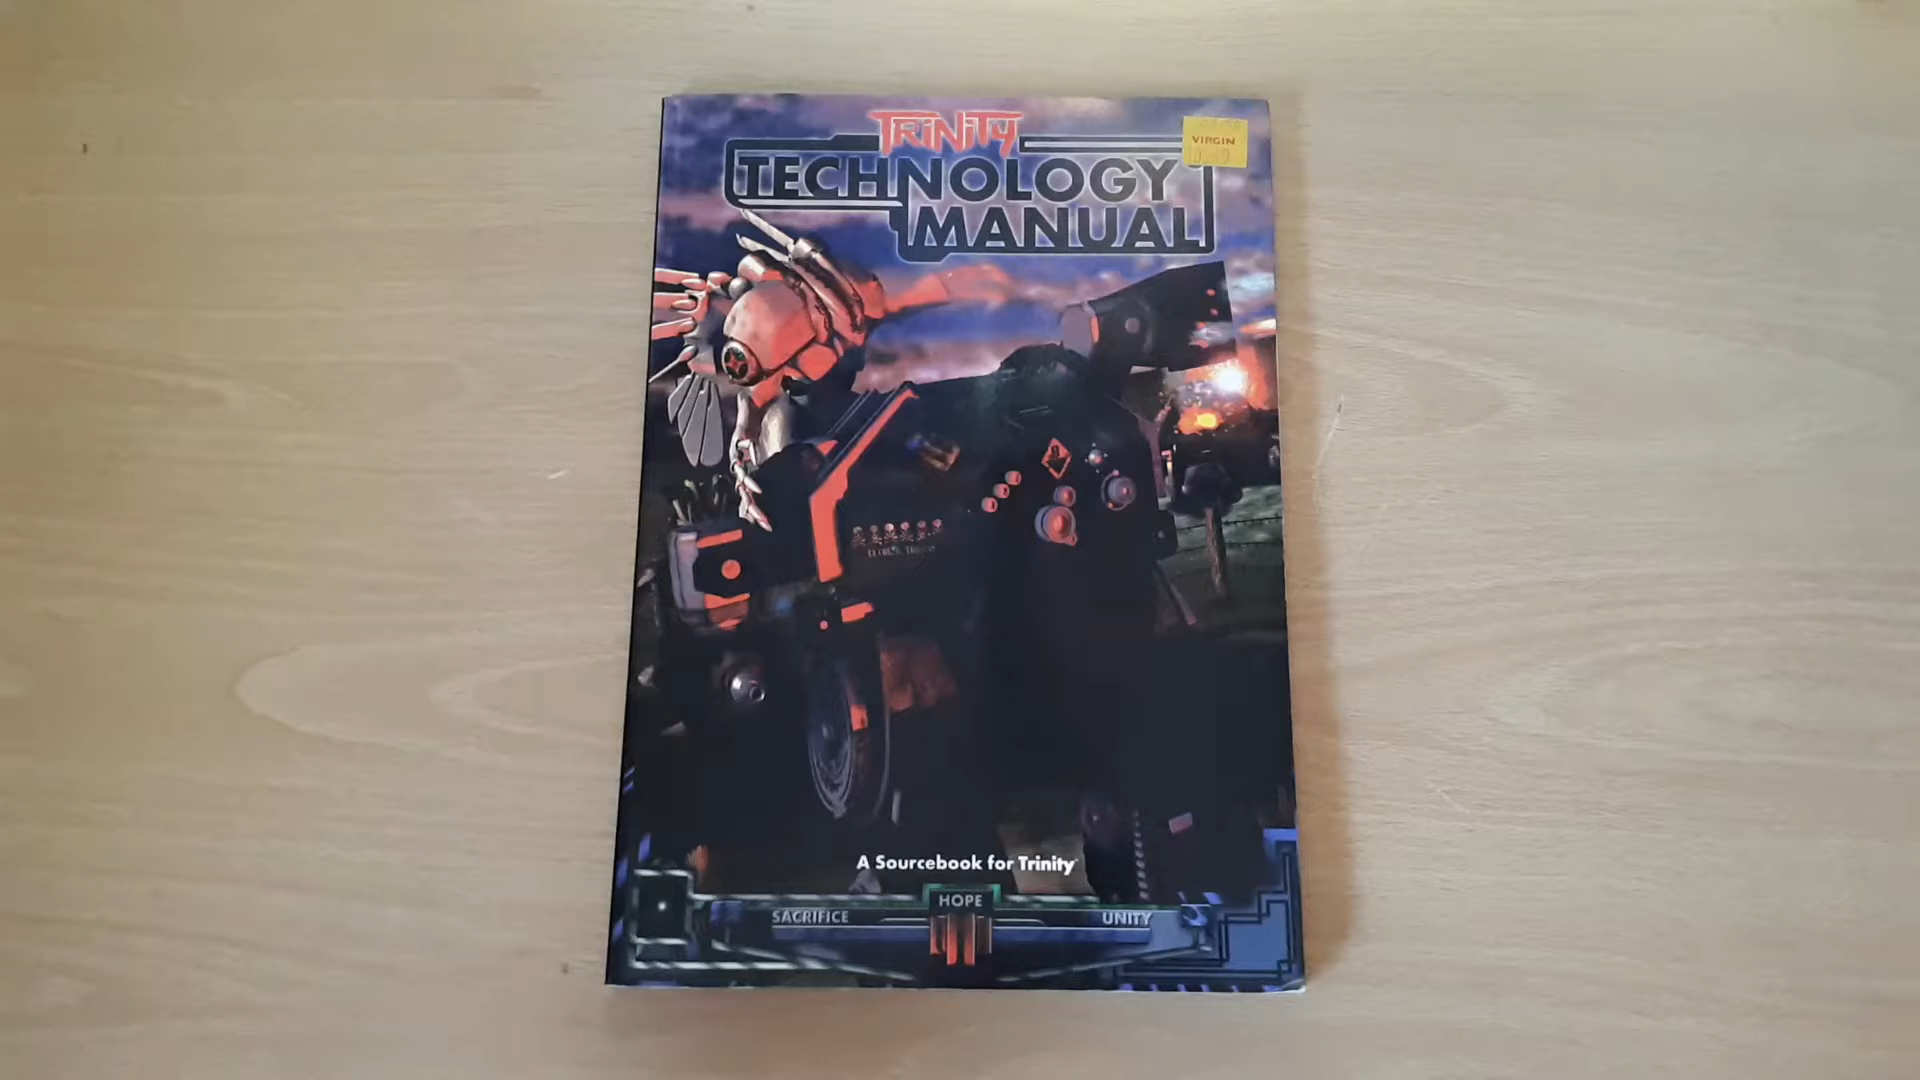 TRINITY
VIRGIN
TECHNOLOGY
MANUAL
A Sourcebook for Trinity
HOPE
SACRIFICE
UNITY